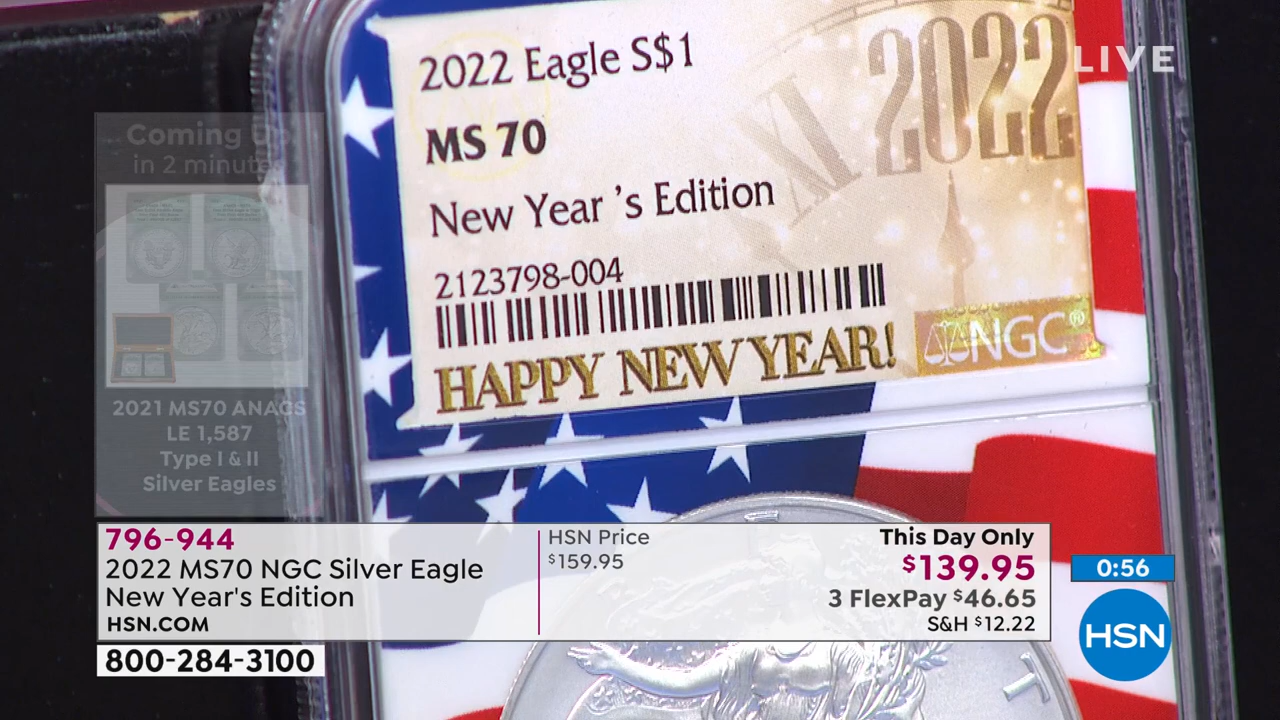 2022 Eagle S$1
MS 70
New Year 's Edition
2123798-004
HAPPY NEW YEAR!
2022
XI
NGC®
LIVE
Coming Up
in 2 minutes
2021 MS70 ANACS
LE 1,587
Type I & II
Silver Eagles
796-944
2022 MS70 NGC Silver Eagle
New Year's Edition
HSN.COM
HSN Price
$159.95
This Day Only
$139.95
3 FlexPay $46.65
S&H $12.22
0:56
HSN
800-284-3100